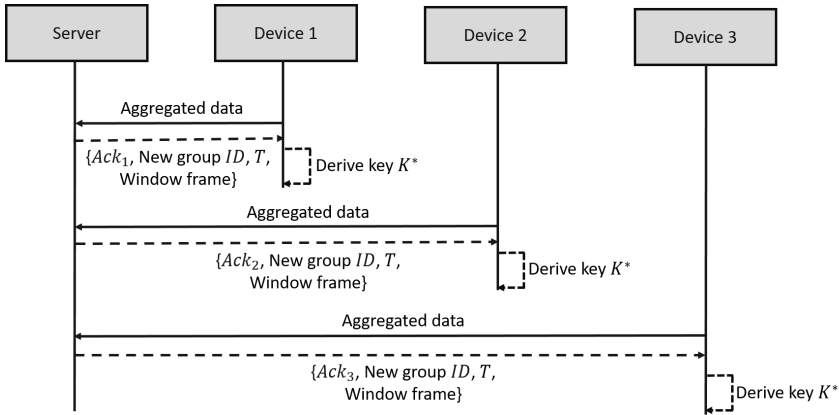 Server
Device 1
Device 2
Device 3
Aggregated data
{Ack₁, New group ID, T,
Window frame}
Derive key K*
Aggregated data
{Ack₂, New group ID, T,
Window frame}
Derive key K*
Aggregated data
{Ack₃, New group ID, T,
Window frame}
Derive key K*